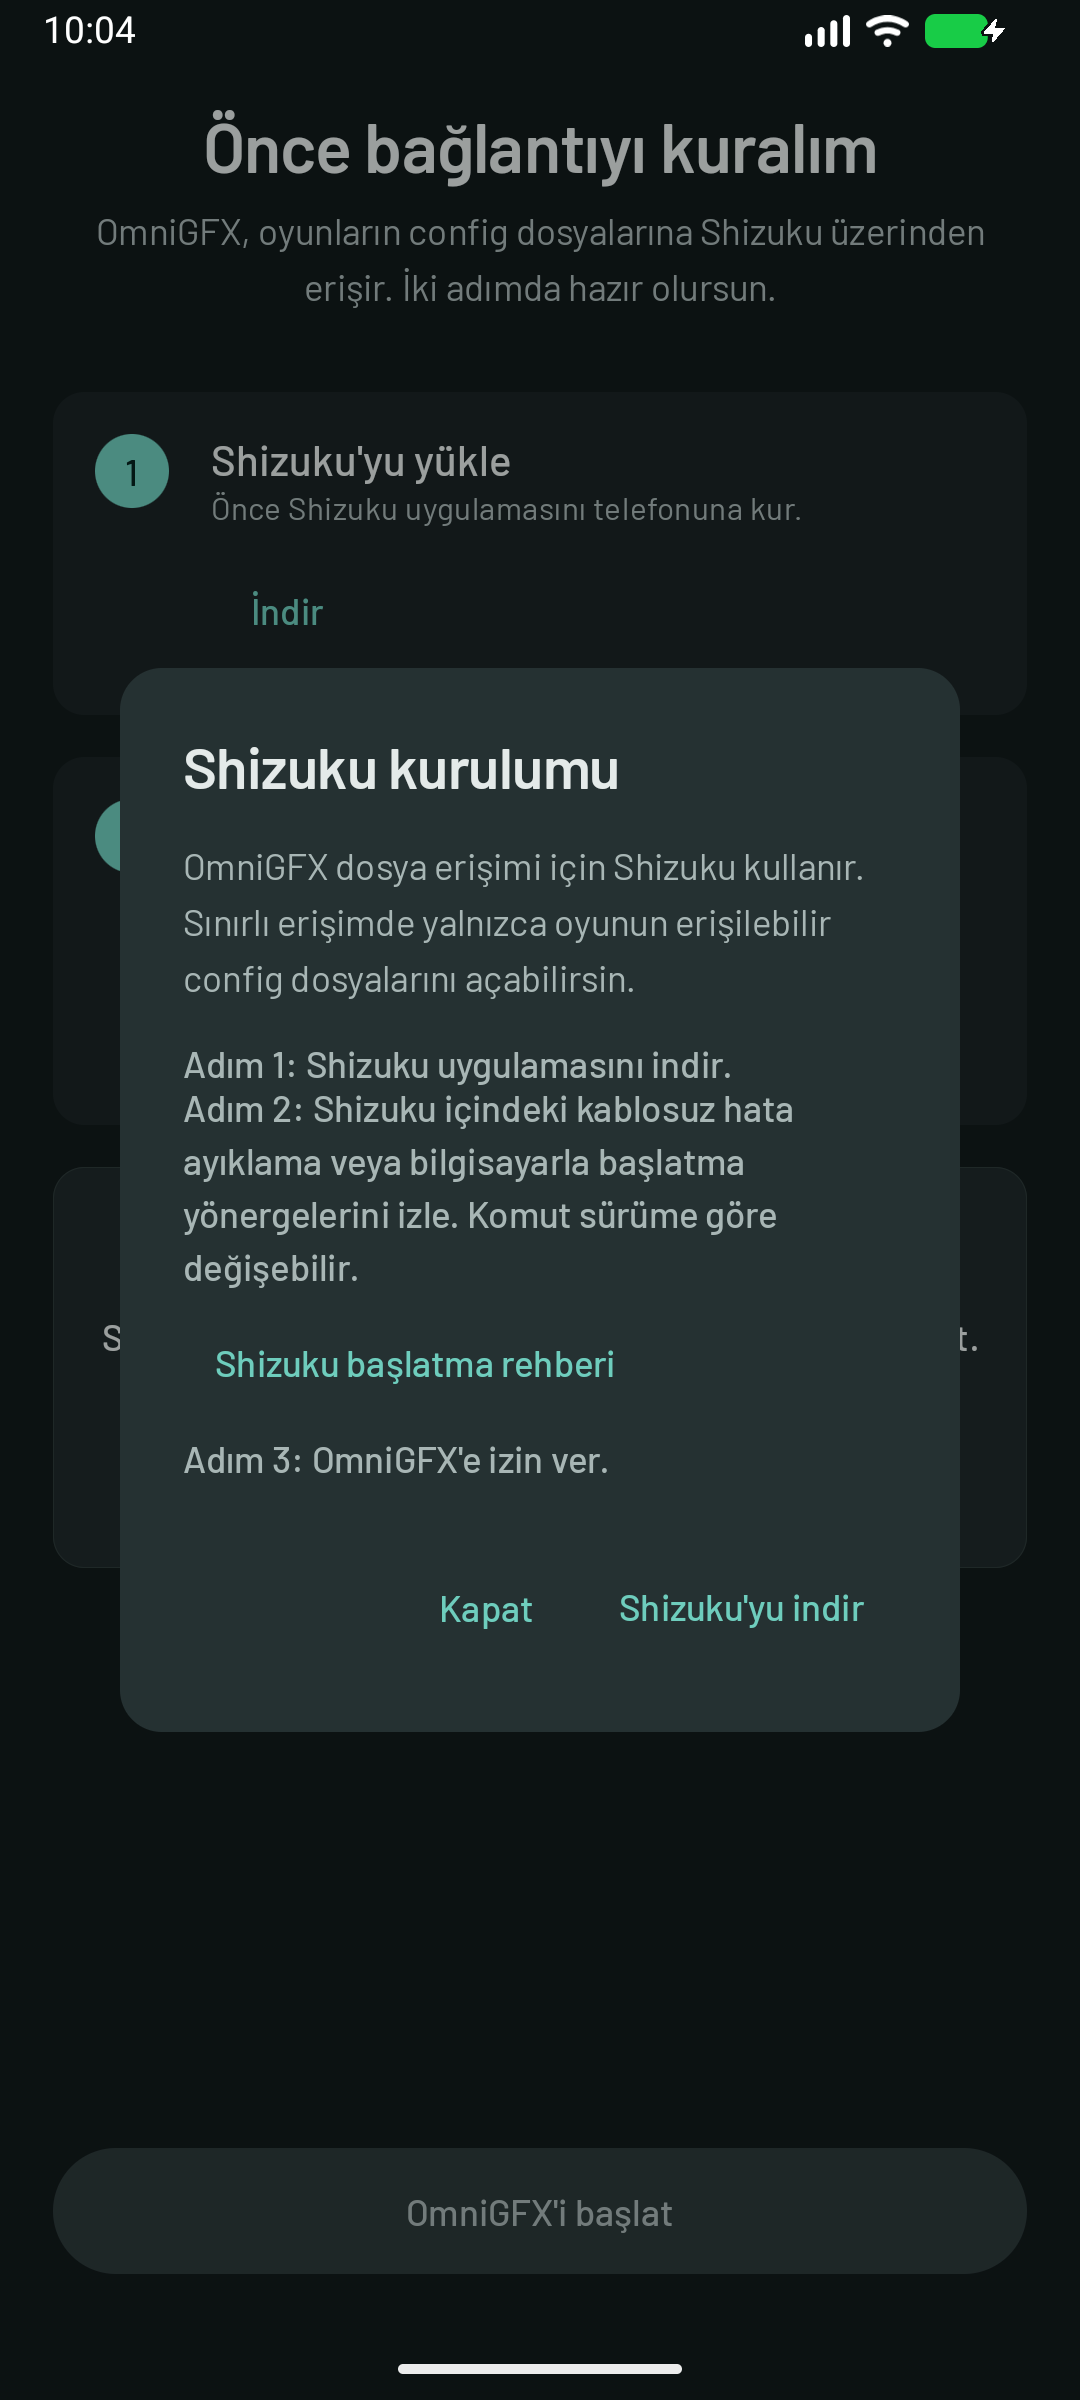 10:04
Önce bağlantıyı kuralım
OmniGFX, oyunların config dosyalarına Shizuku üzerinden
erişir. İki adımda hazır olursun.
1
Shizuku'yu yükle
Önce Shizuku uygulamasını telefonuna kur.
İndir
Shizuku kurulumu
OmniGFX dosya erişimi için Shizuku kullanır.
Sınırlı erişimde yalnızca oyunun erişilebilir
config dosyalarını açabilirsin.
Adım 1: Shizuku uygulamasını indir.
Adım 2: Shizuku içindeki kablosuz hata
ayıklama veya bilgisayarla başlatma
yönergelerini izle. Komut sürüme göre
değişebilir.
Shizuku başlatma rehberi
Adım 3: OmniGFX'e izin ver.
Kapat
Shizuku'yu indir
OmniGFX'i başlat